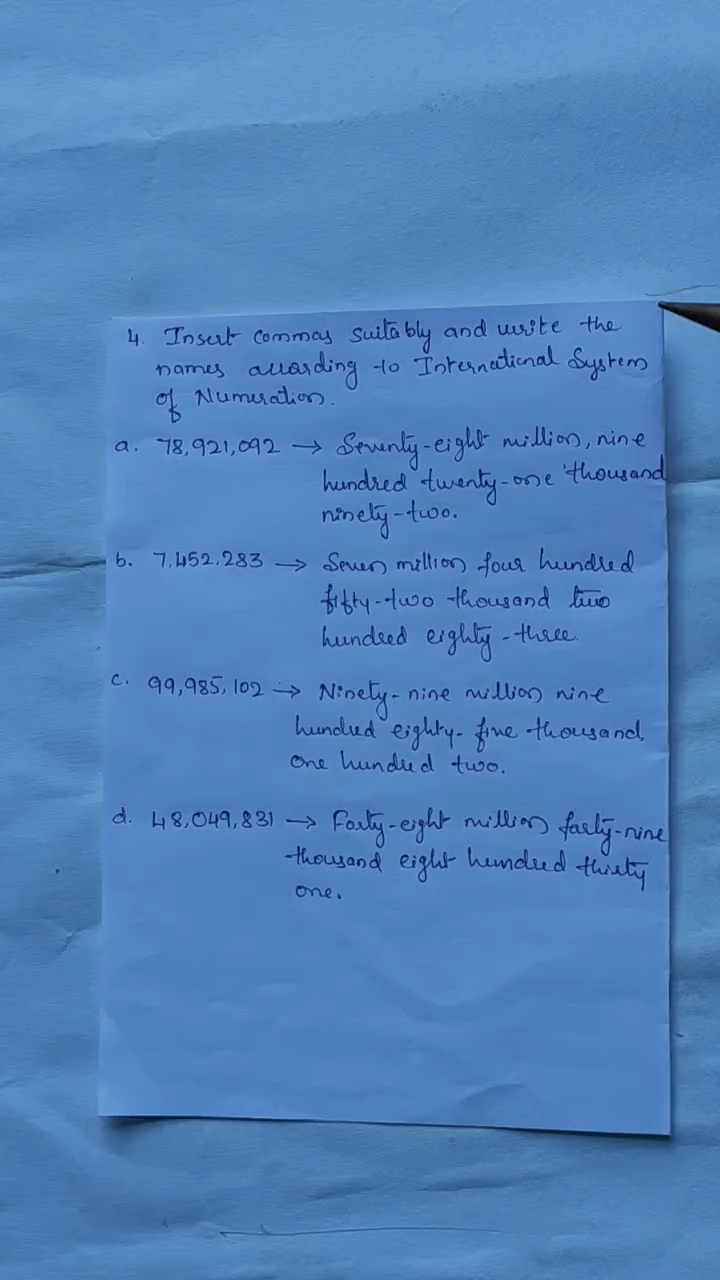 4. Insert commas suitably and write the
names according to International System
of Numeration.
a. 78,921,092 → Seventy-eight million, nine
hundred twenty-one thousand
ninety-two.
b. 7,452,283 → Seven million four hundred
fifty-two thousand two
hundred eighty-three.
c. 99,985,102 → Ninety-nine million nine
hundred eighty-five thousand,
one hundred two.
d. 48,049,831 → Forty-eight million forty-nine
thousand eight hundred thirty
one.